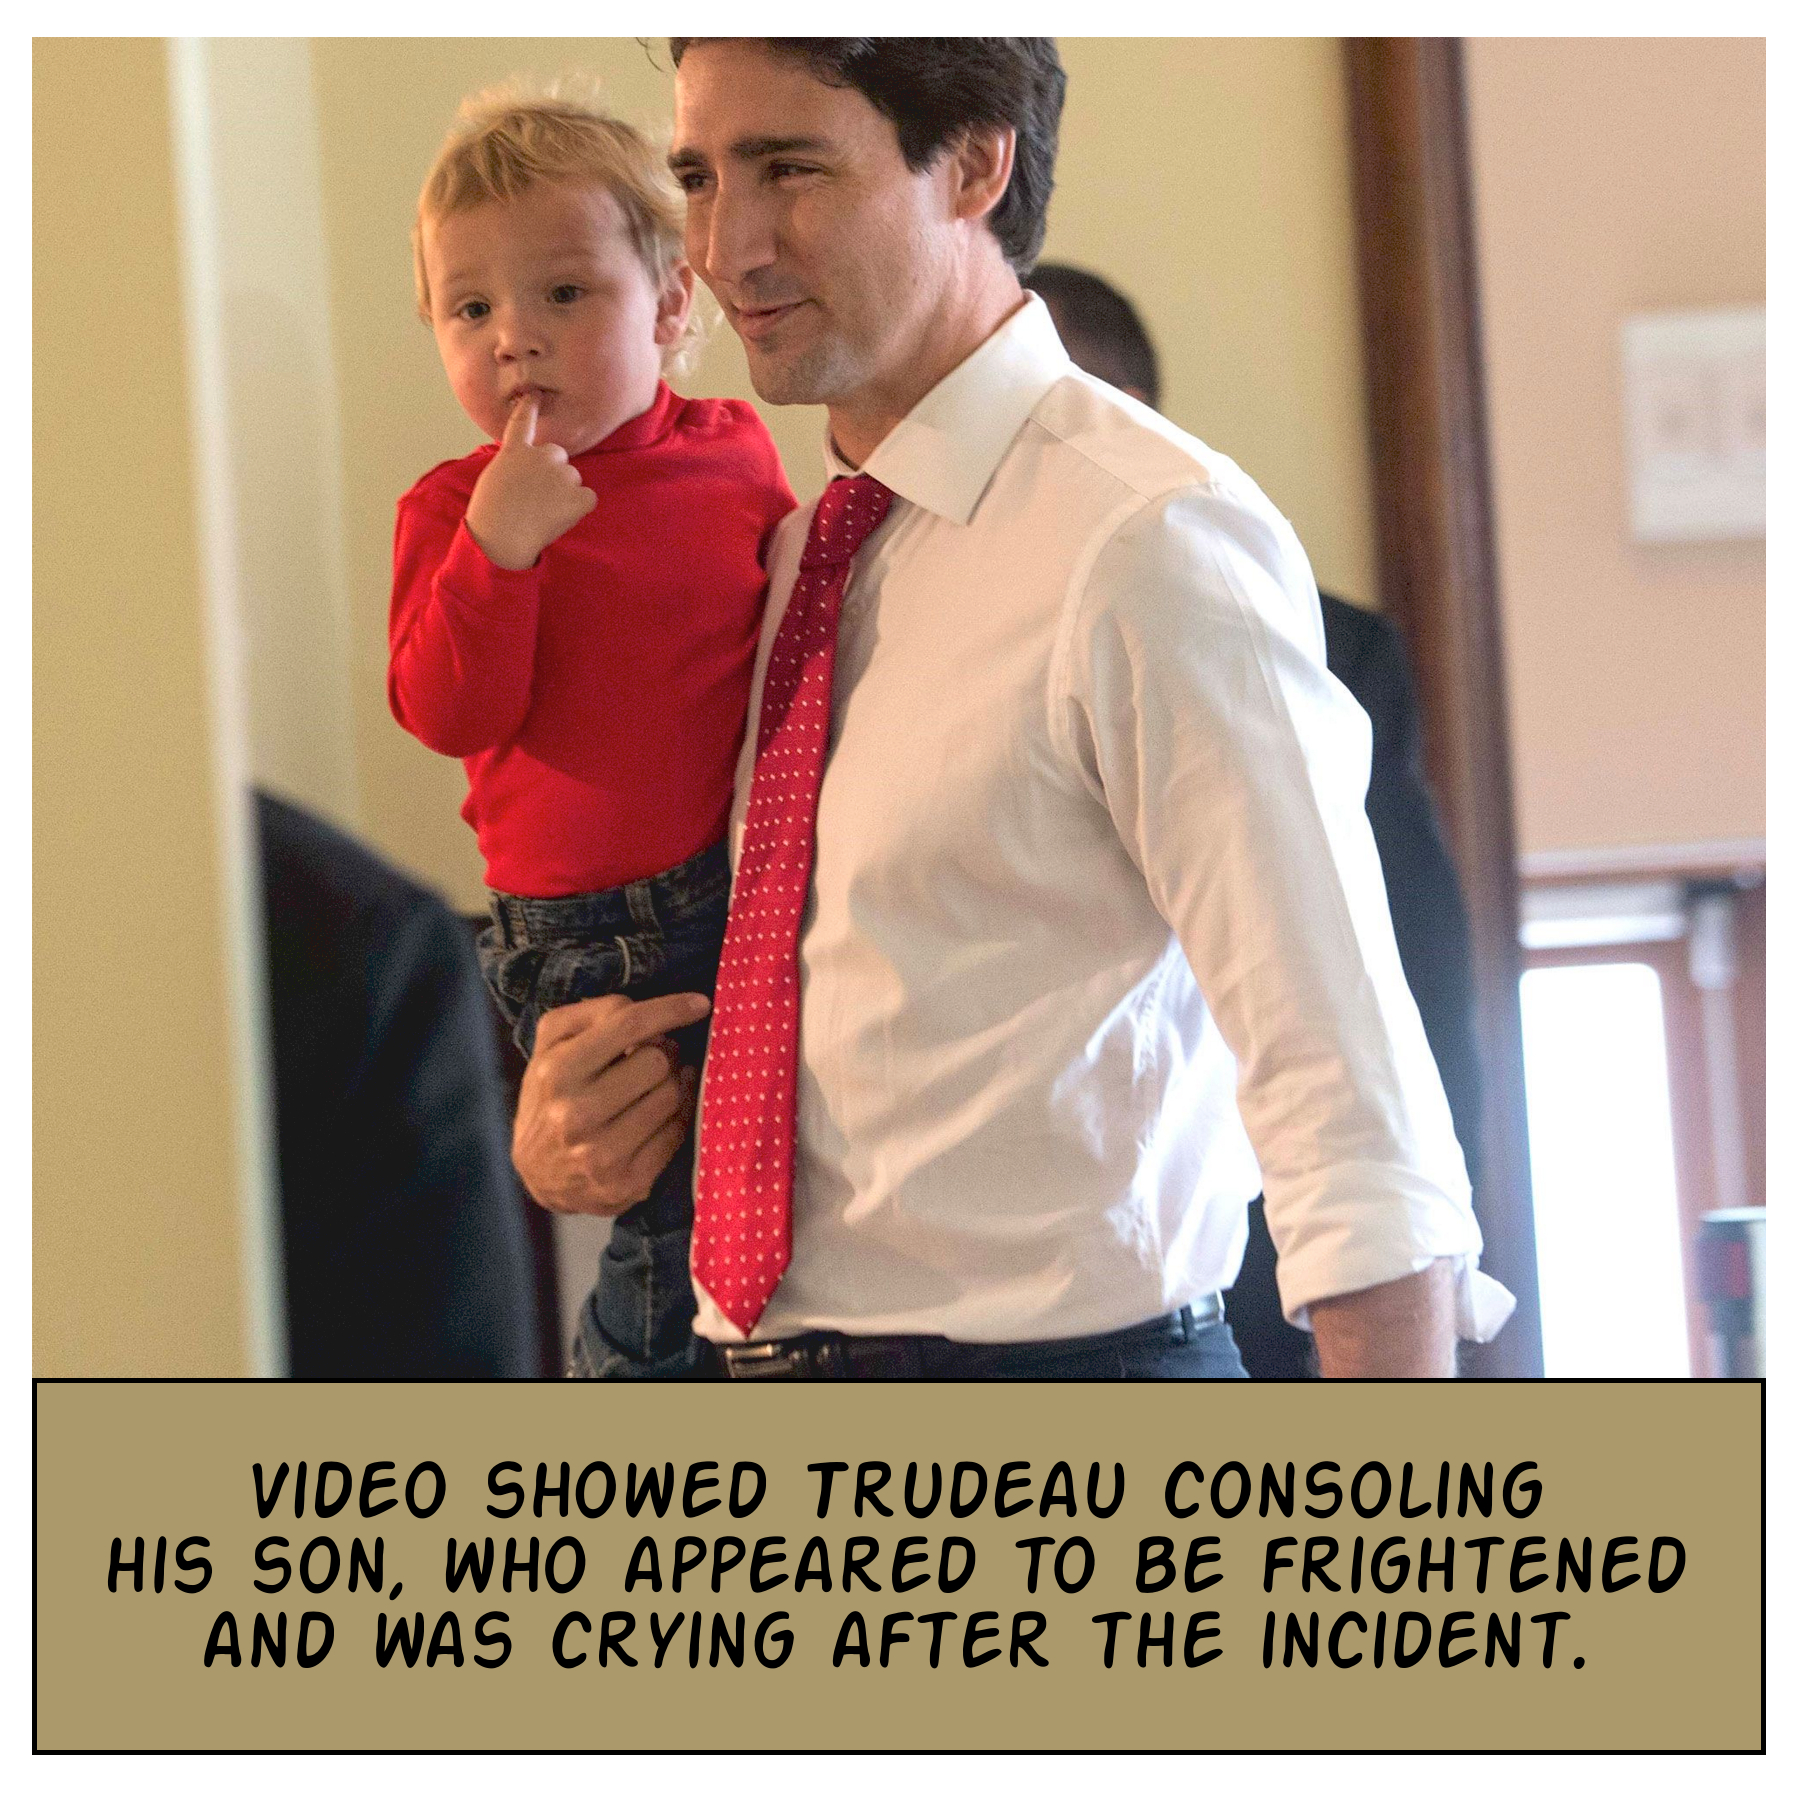 VIDEO SHOWED TRUDEAU CONSOLING
HIS SON, WHO APPEARED TO BE FRIGHTENED
AND WAS CRYING AFTER THE INCIDENT.